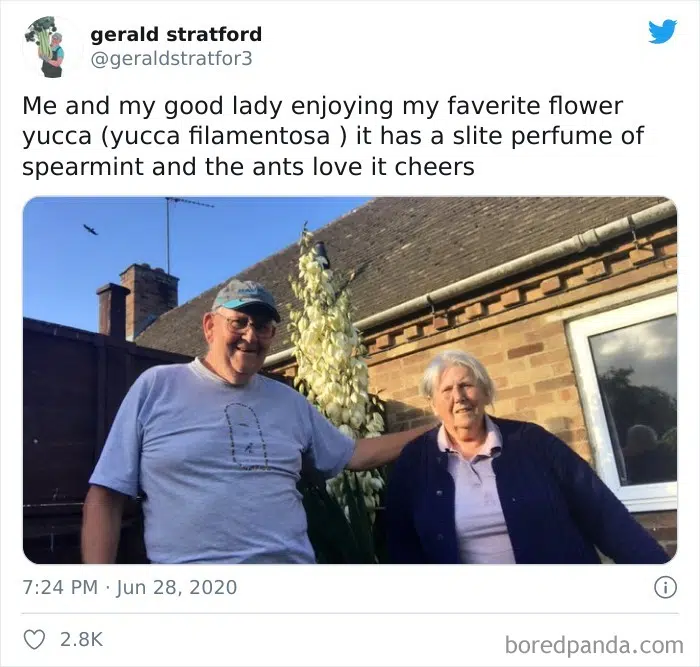 gerald stratford
@geraldstratfor3
Me and my good lady enjoying my faverite flower
yucca (yucca filamentosa ) it has a slite perfume of
spearmint and the ants love it cheers
7:24 PM · Jun 28, 2020
2.8K
boredpanda.com